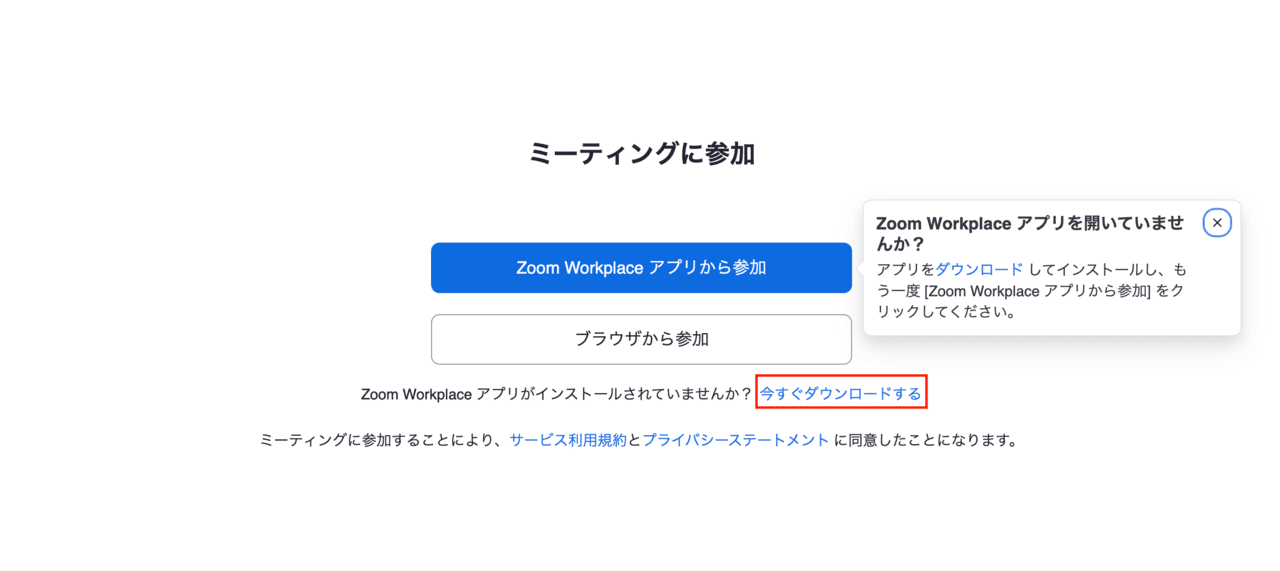 ミーティングに参加
Zoom Workplace アプリから参加
Zoom Workplace アプリを開いていませ
んか？
アプリをダウンロード してインストールし、も
う一度 [Zoom Workplace アプリから参加] をク
リックしてください。
ブラウザから参加
Zoom Workplace アプリがインストールされていませんか？ 今すぐダウンロードする
ミーティングに参加することにより、サービス利用規約とプライバシーステートメント に同意したことになります。